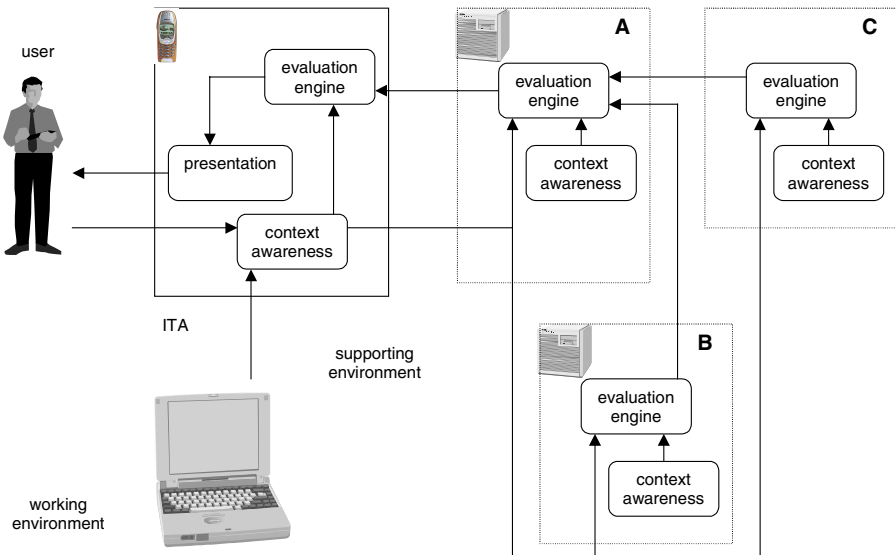 user
evaluation
engine
presentation
context
awareness
ITA
A
evaluation
engine
context
awareness
C
evaluation
engine
context
awareness
supporting
environment
B
evaluation
engine
context
awareness
working
environment